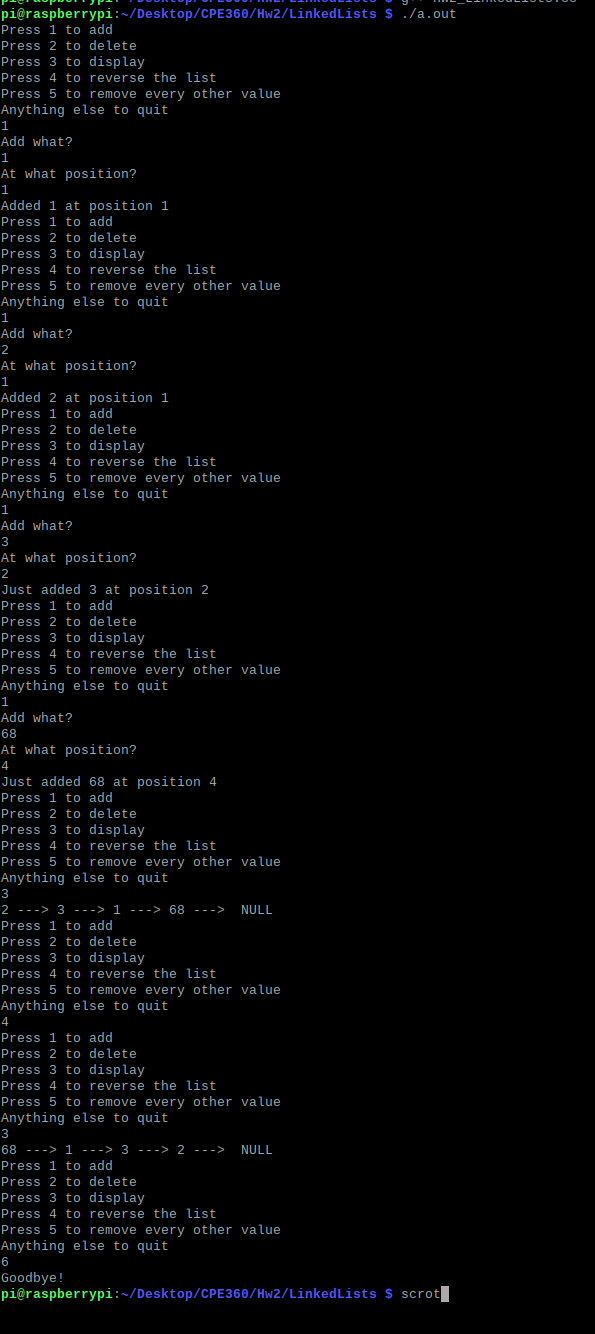 pi@raspberrypi:~/Desktop/CPE360/Hw2/LinkedLists $ ./a.out
Press 1 to add
Press 2 to delete
Press 3 to display
Press 4 to reverse the list
Press 5 to remove every other value
Anything else to quit
1
Add what?
1
At what position?
1
Added 1 at position 1
Press 1 to add
Press 2 to delete
Press 3 to display
Press 4 to reverse the list
Press 5 to remove every other value
Anything else to quit
1
Add what?
2
At what position?
1
Added 2 at position 1
Press 1 to add
Press 2 to delete
Press 3 to display
Press 4 to reverse the list
Press 5 to remove every other value
Anything else to quit
1
Add what?
3
At what position?
2
Just added 3 at position 2
Press 1 to add
Press 2 to delete
Press 3 to display
Press 4 to reverse the list
Press 5 to remove every other value
Anything else to quit
1
Add what?
68
At what position?
4
Just added 68 at position 4
Press 1 to add
Press 2 to delete
Press 3 to display
Press 4 to reverse the list
Press 5 to remove every other value
Anything else to quit
3
2 ---> 3 ---> 1 ---> 68 --->  NULL
Press 1 to add
Press 2 to delete
Press 3 to display
Press 4 to reverse the list
Press 5 to remove every other value
Anything else to quit
4
Press 1 to add
Press 2 to delete
Press 3 to display
Press 4 to reverse the list
Press 5 to remove every other value
Anything else to quit
3
68 ---> 1 ---> 3 ---> 2 --->  NULL
Press 1 to add
Press 2 to delete
Press 3 to display
Press 4 to reverse the list
Press 5 to remove every other value
Anything else to quit
6
Goodbye!
pi@raspberrypi:~/Desktop/CPE360/Hw2/LinkedLists $ scrot